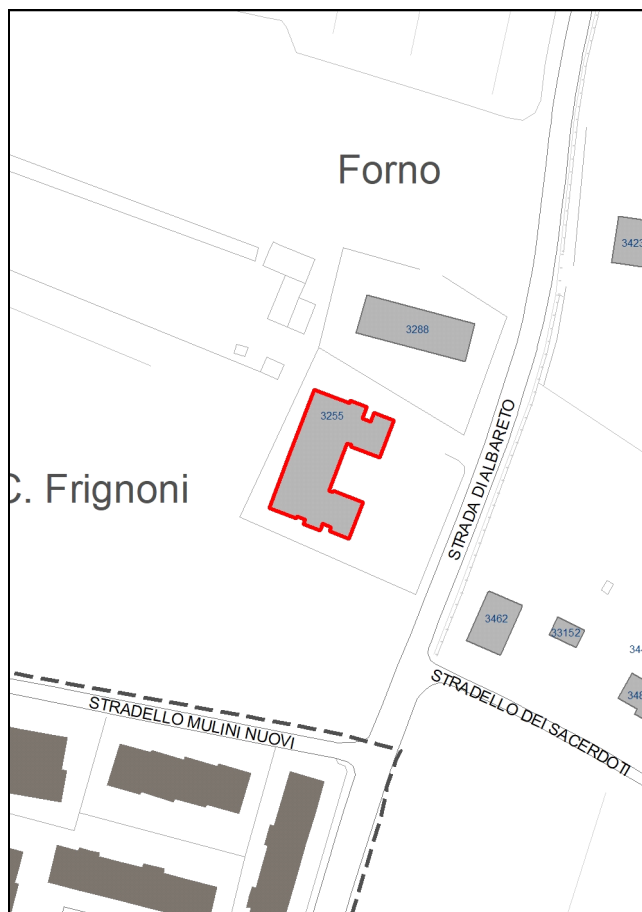 Forno
3423
3288
3255
C. Frignoni
STRADA DI ALBARETO
3462
33152
STRADELLO DEI SACERDOTI
STRADELLO MULINI NUOVI